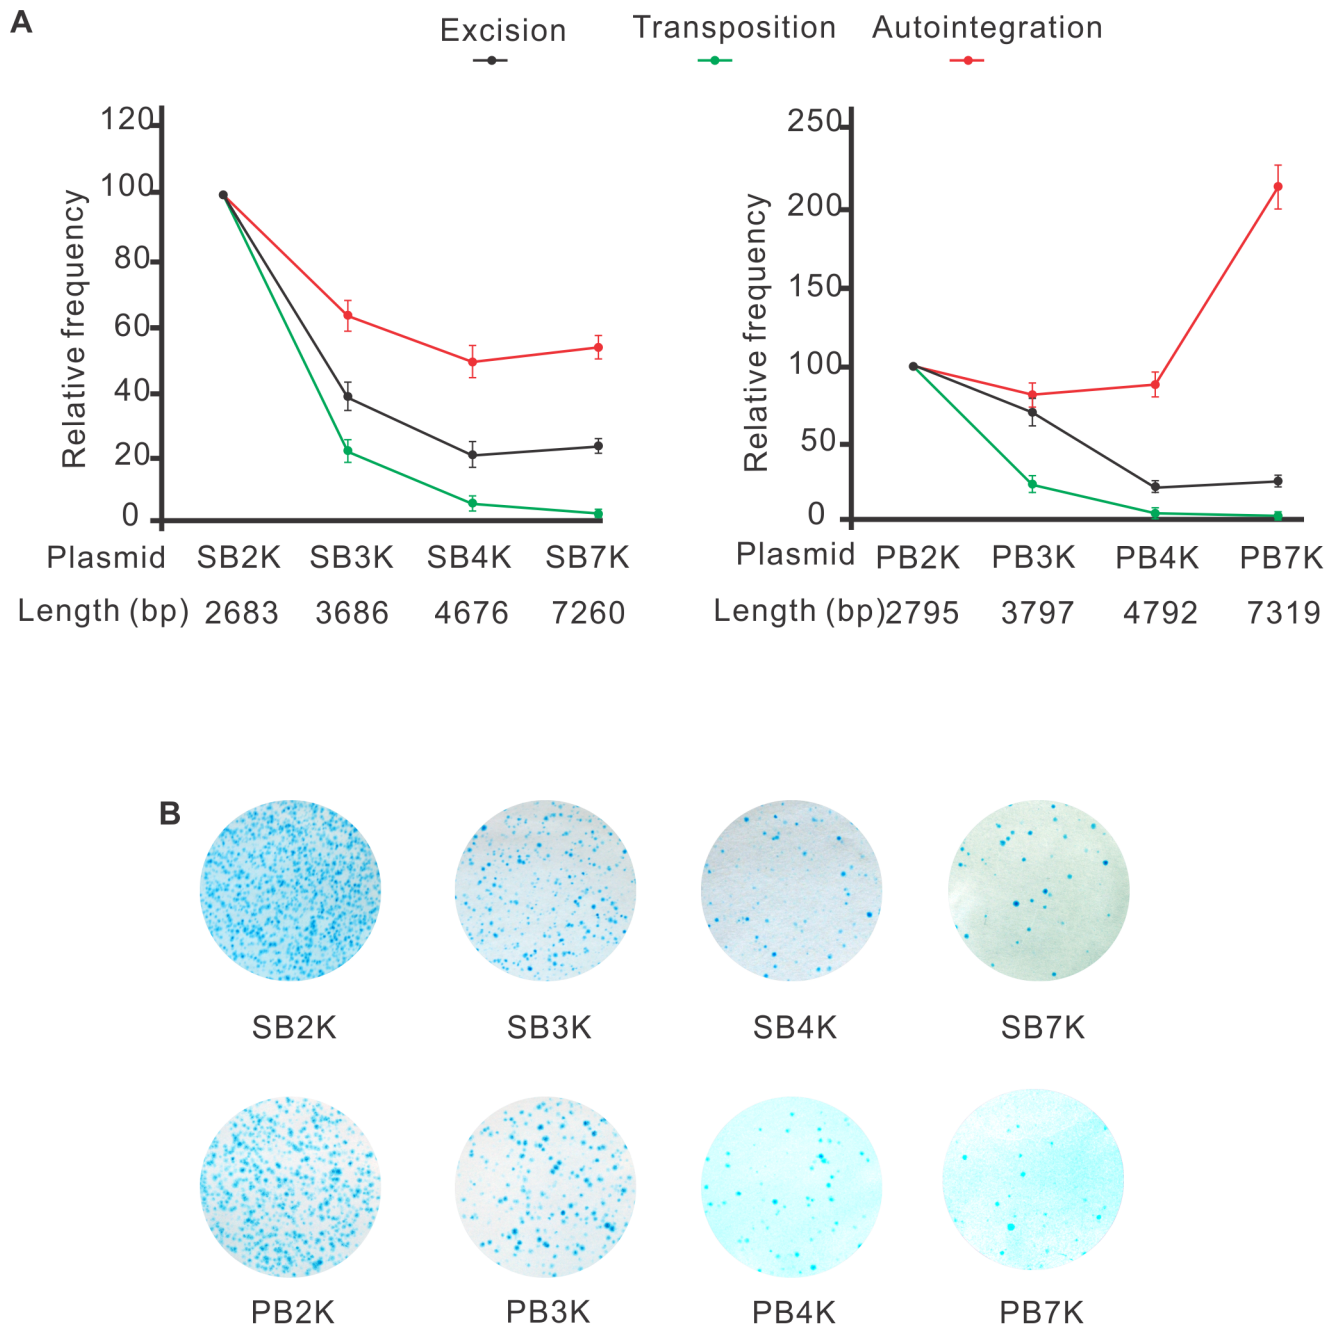 A
Excision Transposition Autointegration
Relative frequency
120
100
80
60
40
20
0
Plasmid SB2K SB3K SB4K SB7K
Length (bp) 2683 3686 4676 7260
Relative frequency
250
200
150
100
50
0
Plasmid PB2K PB3K PB4K PB7K
Length (bp) 2795 3797 4792 7319
B
SB2K SB3K SB4K SB7K
PB2K PB3K PB4K PB7K